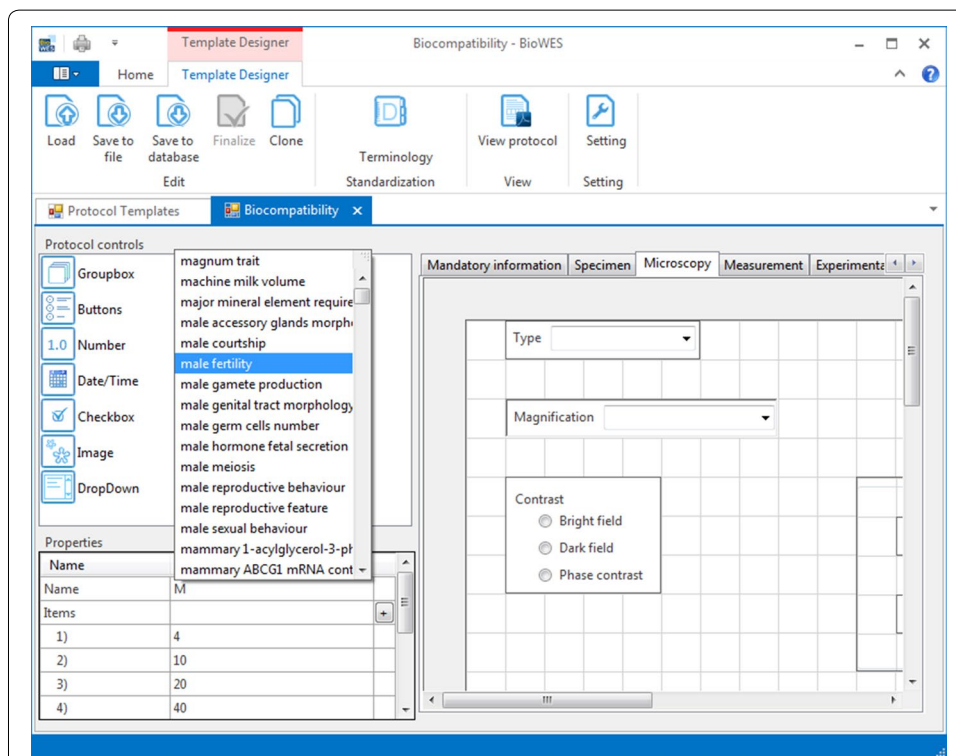 Template Designer
Biocompatibility - BioWES
Home Template Designer
Load Save to file Save to database Finalize Clone Terminology View protocol Setting
Edit Standardization View Setting
Protocol Templates Biocompatibility
Protocol controls
Groupbox
Buttons
1.0 Number
Date/Time
Checkbox
Image
DropDown
magnum trait
machine milk volume
major mineral element require
male accessory glands morph
male courtship
male fertility
male gamete production
male genital tract morphology
male germ cells number
male hormone fetal secretion
male meiosis
male reproductive behaviour
male reproductive feature
male sexual behaviour
mammary 1-acylglycerol-3-ph
mammary ABCG1 mRNA cont
Properties
Name
Name M
Items +
1) 4
2) 10
3) 20
4) 40
Mandatory information Specimen Microscopy Measurement Experimenta
Type
Magnification
Contrast
Bright field
Dark field
Phase contrast